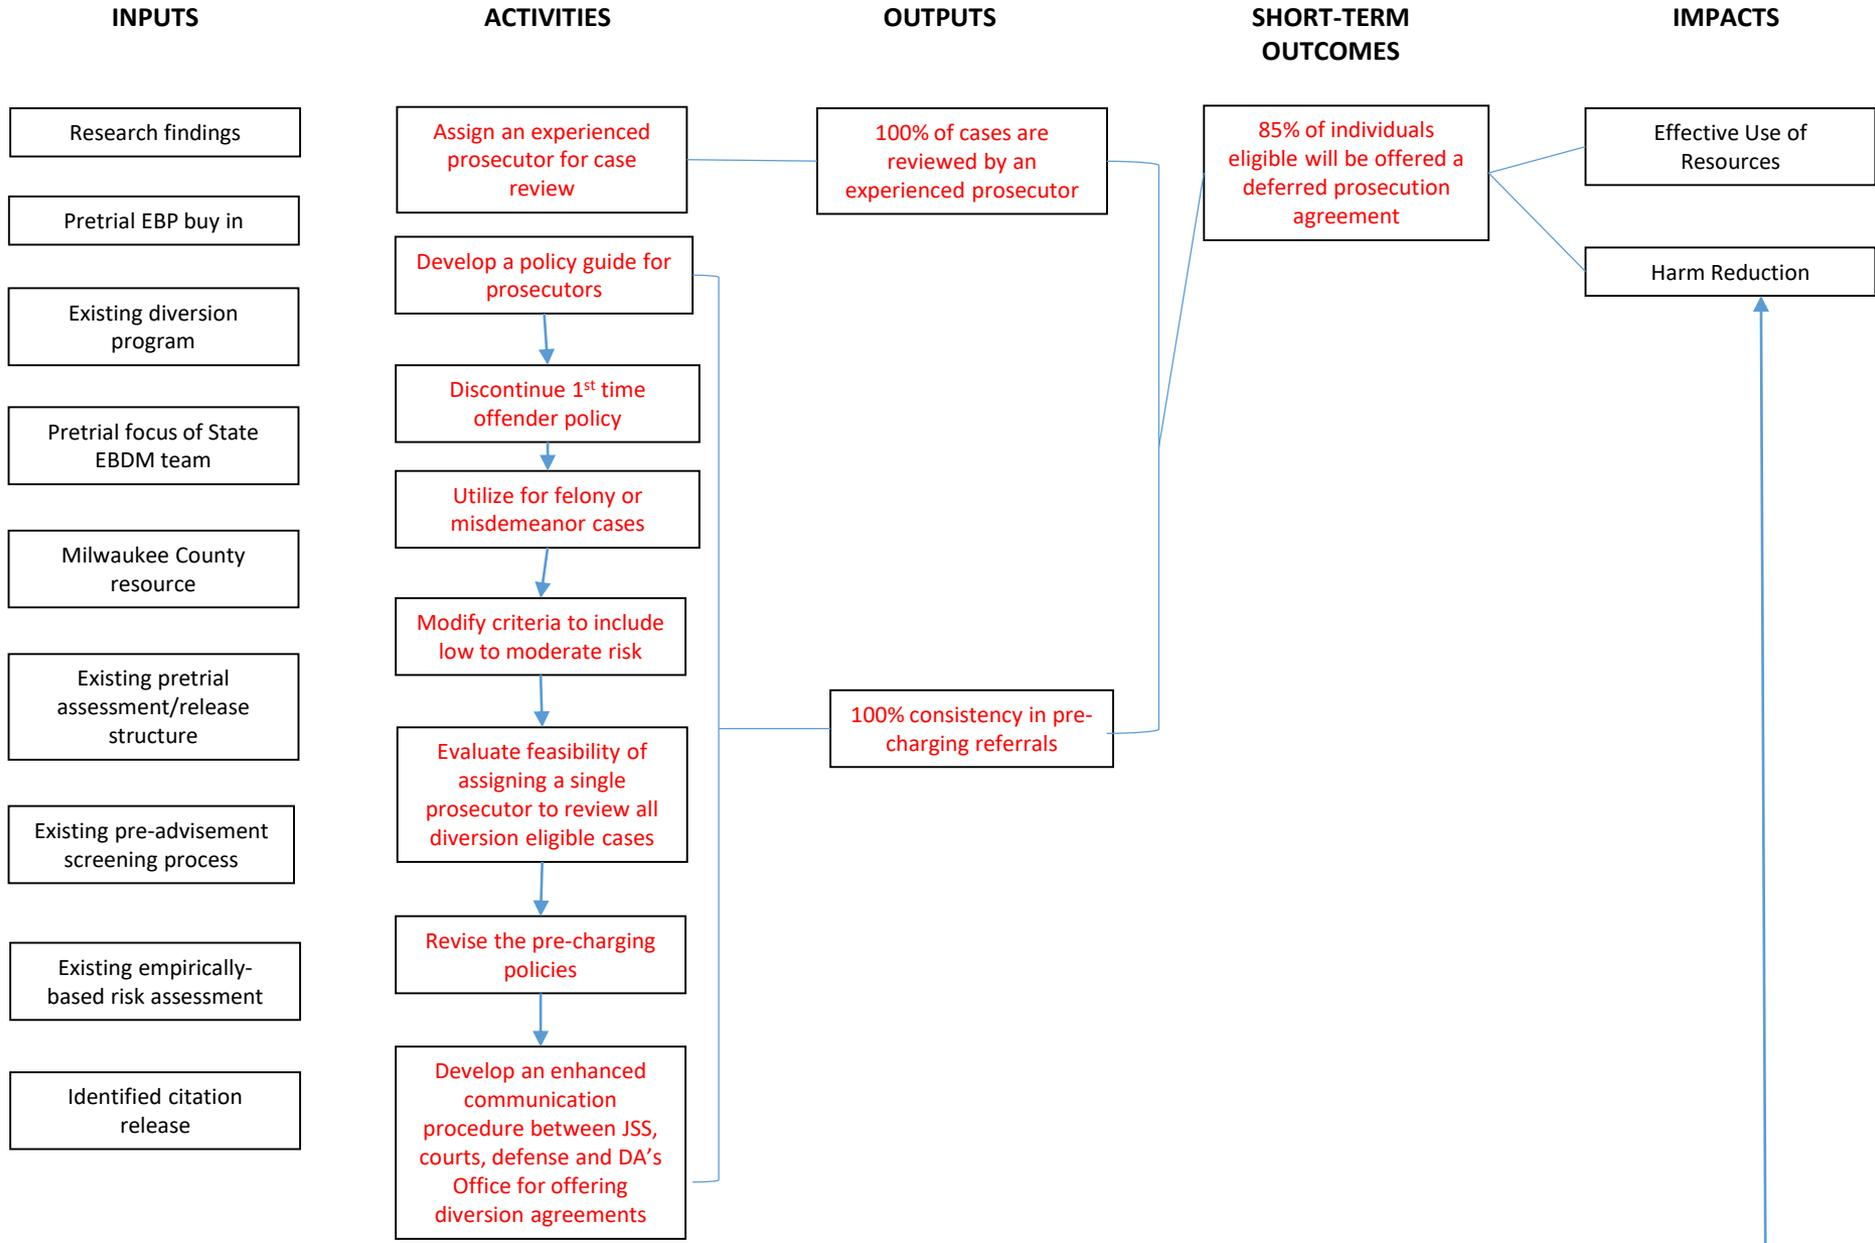 INPUTS
ACTIVITIES
OUTPUTS
SHORT-TERM
OUTCOMES
IMPACTS
Research findings
Pretrial EBP buy in
Existing diversion
program
Pretrial focus of State
EBDM team
Milwaukee County
resource
Existing pretrial
assessment/release
structure
Existing pre-advisement
screening process
Existing empirically-
based risk assessment
Identified citation
release
Assign an experienced
prosecutor for case
review
Develop a policy guide for
prosecutors
Discontinue 1st time
offender policy
Utilize for felony or
misdemeanor cases
Modify criteria to include
low to moderate risk
Evaluate feasibility of
assigning a single
prosecutor to review all
diversion eligible cases
Revise the pre-charging
policies
Develop an enhanced
communication
procedure between JSS,
courts, defense and DA’s
Office for offering
diversion agreements
100% of cases are
reviewed by an
experienced prosecutor
100% consistency in pre-
charging referrals
85% of individuals
eligible will be offered a
deferred prosecution
agreement
Effective Use of
Resources
Harm Reduction